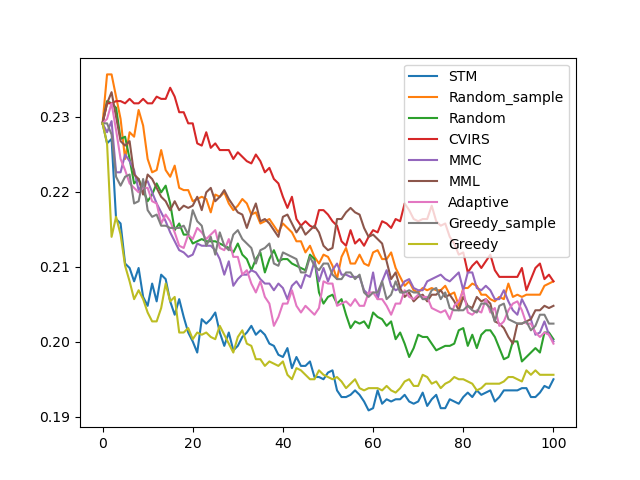 STM
Random_sample
Random
CVIRS
MMC
MML
Adaptive
Greedy_sample
Greedy
0.23
0.22
0.21
0.20
0.19
0 20 40 60 80 100